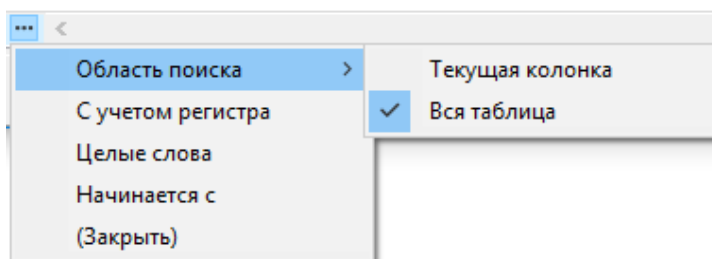 Область поиска
Текущая колонка
С учетом регистра
Вся таблица
Целые слова
Начинается с
(Закрыть)